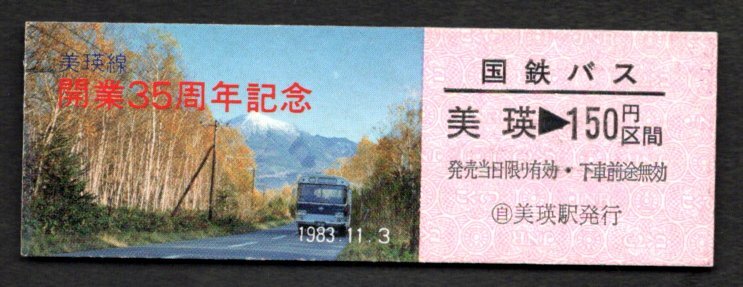 美瑛線
開業35周年記念
1983.11.3
国鉄バス
美瑛▶150円区間
発売当日限り有効・下車前途無効
㊀美瑛駅発行